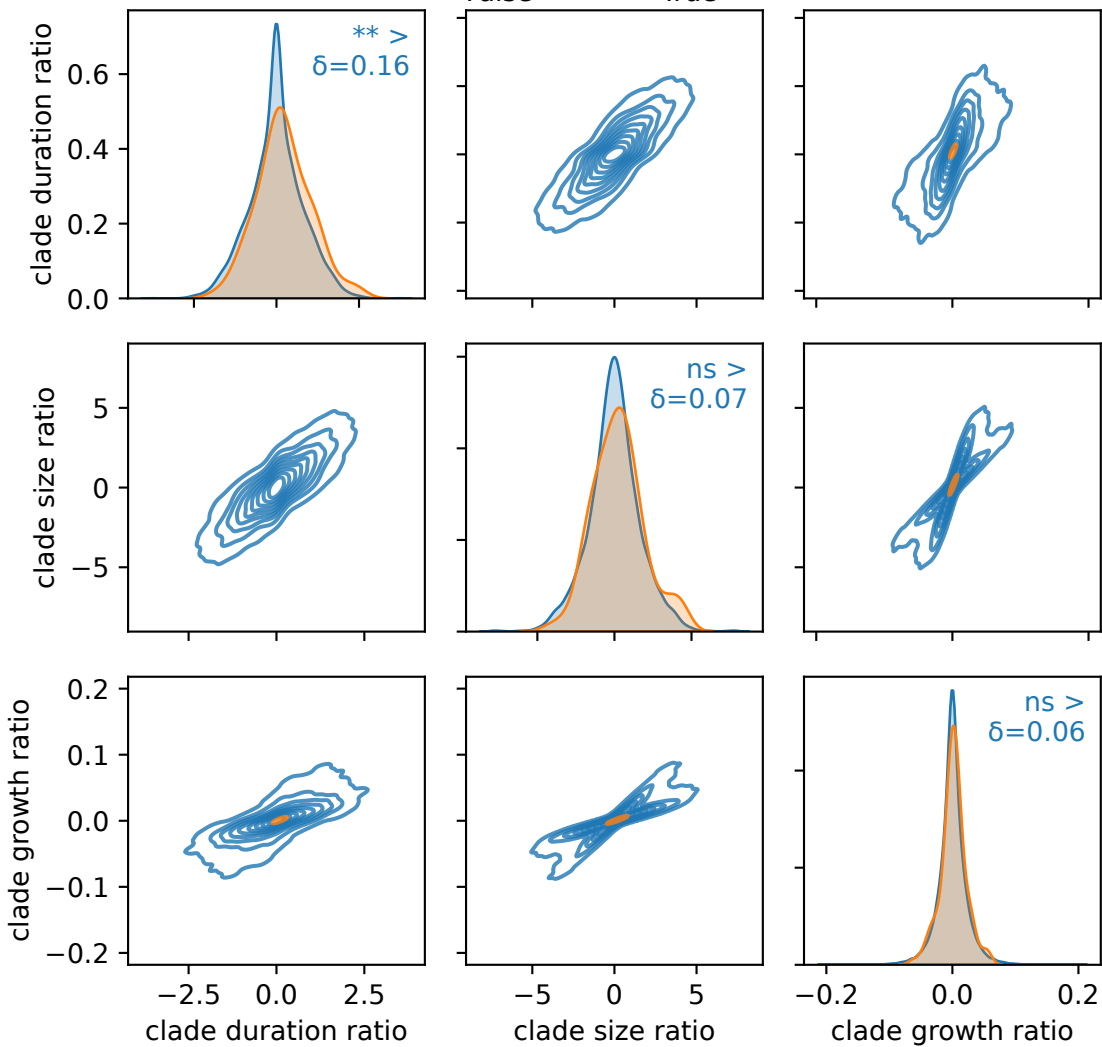 False True
clade duration ratio
0.6
0.4
0.2
0.0
** >
δ=0.16
clade size ratio
5
0
−5
ns >
δ=0.07
clade growth ratio
0.2
0.1
0.0
−0.1
−0.2
ns >
δ=0.06
−2.5 0.0 2.5
−5 0 5
−0.2 0.0 0.2
clade duration ratio
clade size ratio
clade growth ratio